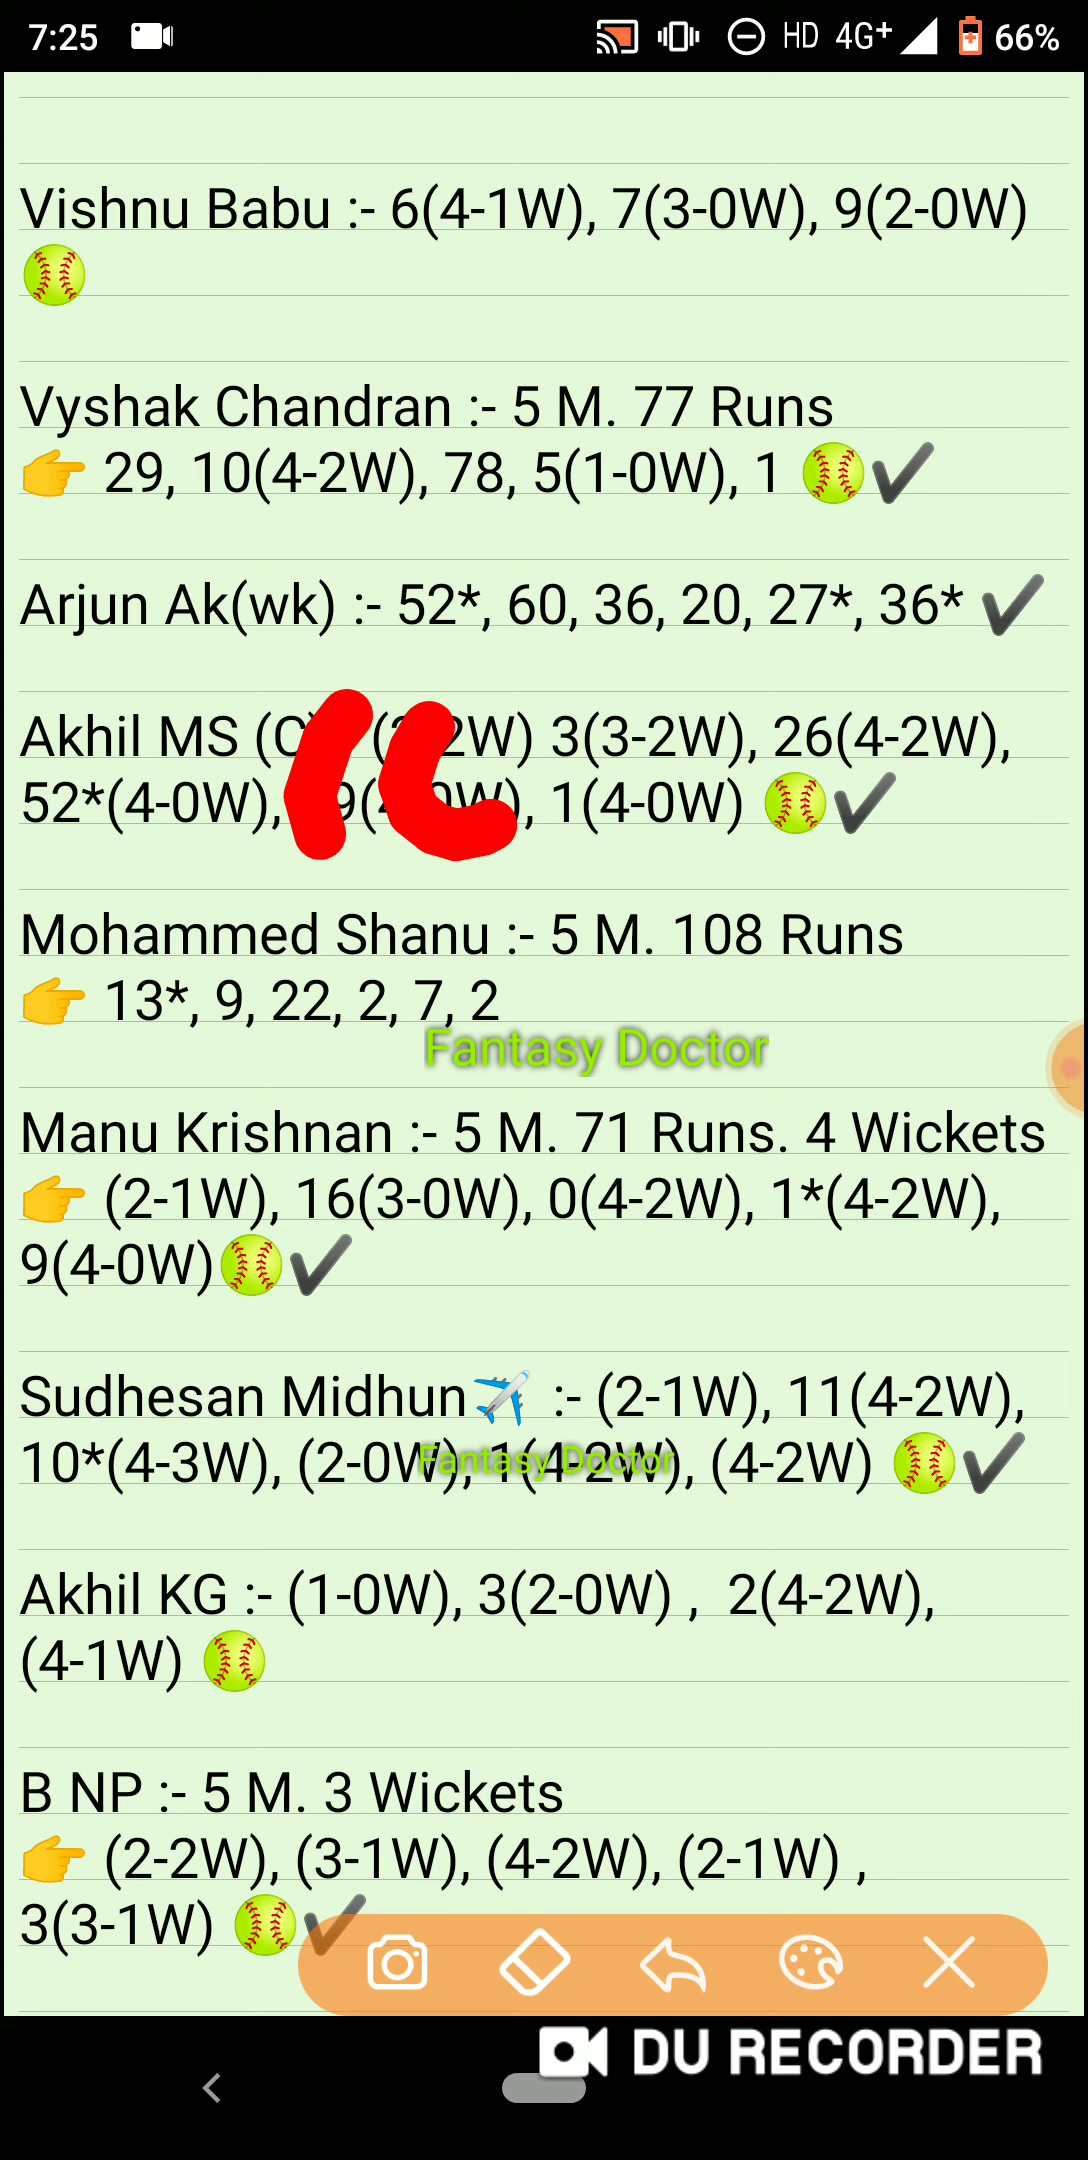 7:25 HD 4G+ 66%
Vishnu Babu :- 6(4-1W), 7(3-0W), 9(2-0W)
Vyshak Chandran :- 5 M. 77 Runs
👉 29, 10(4-2W), 78, 5(1-0W), 1 🥎✔
Arjun Ak(wk) :- 52*, 60, 36, 20, 27*, 36* ✔
Akhil MS 3(3-2W), 26(4-2W),
52*(4-0W), 1(4-0W) 🥎✔
Mohammed Shanu :- 5 M. 108 Runs
👉 13*, 9, 22, 2, 7, 2
Fantasy Doctor
Manu Krishnan :- 5 M. 71 Runs. 4 Wickets
👉 (2-1W), 16(3-0W), 0(4-2W), 1*(4-2W),
9(4-0W)🥎✔
Sudhesan Midhun✈ :- (2-1W), 11(4-2W),
10*(4-3W), (2-0W), 1(4-2W), (4-2W) 🥎✔
Fantasy Doctor
Akhil KG :- (1-0W), 3(2-0W) , 2(4-2W),
(4-1W) 🥎
B NP :- 5 M. 3 Wickets
👉 (2-2W), (3-1W), (4-2W), (2-1W) ,
3(3-1W) 🥎✔
DU RECORDER